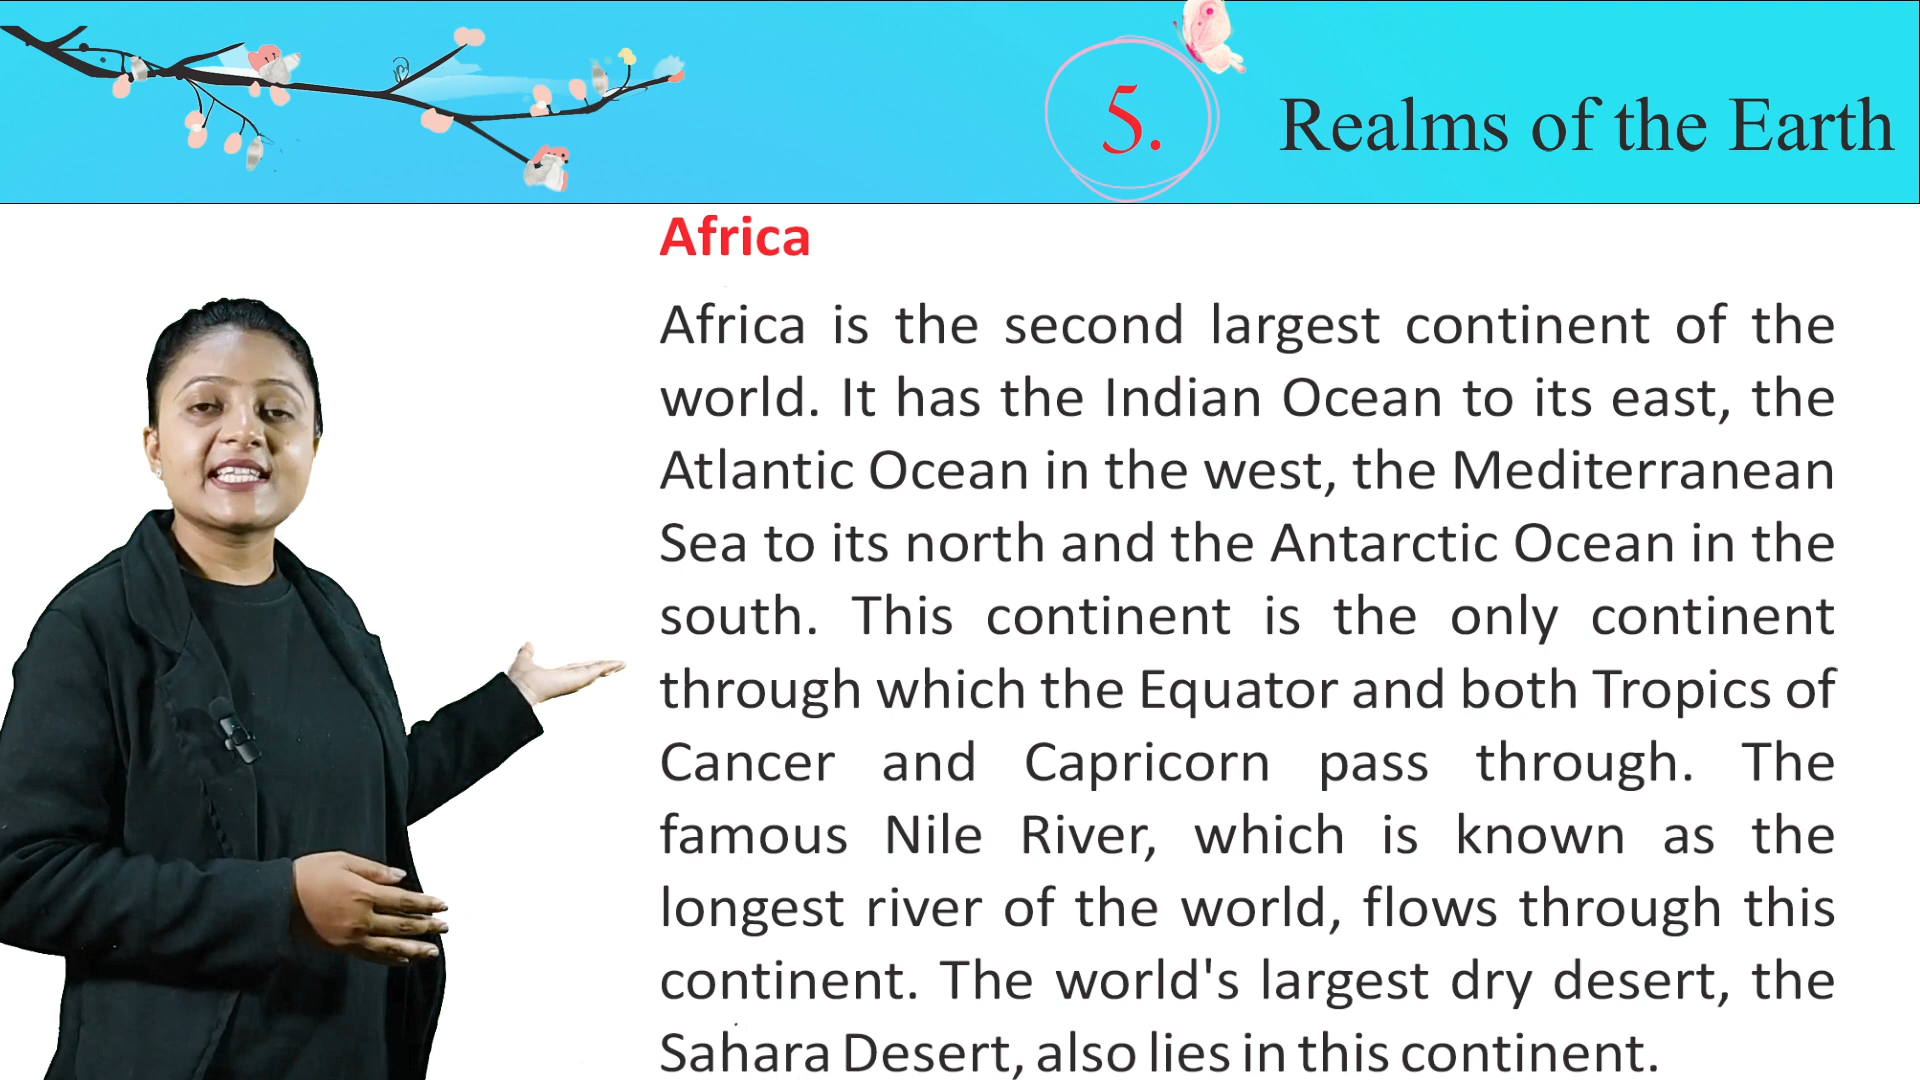 5.
Realms of the Earth
Africa
Africa is the second largest continent of the
world. It has the Indian Ocean to its east, the
Atlantic Ocean in the west, the Mediterranean
Sea to its north and the Antarctic Ocean in the
south. This continent is the only continent
through which the Equator and both Tropics of
Cancer and Capricorn pass through. The
famous Nile River, which is known as the
longest river of the world, flows through this
continent. The world's largest dry desert, the
Sahara Desert, also lies in this continent.